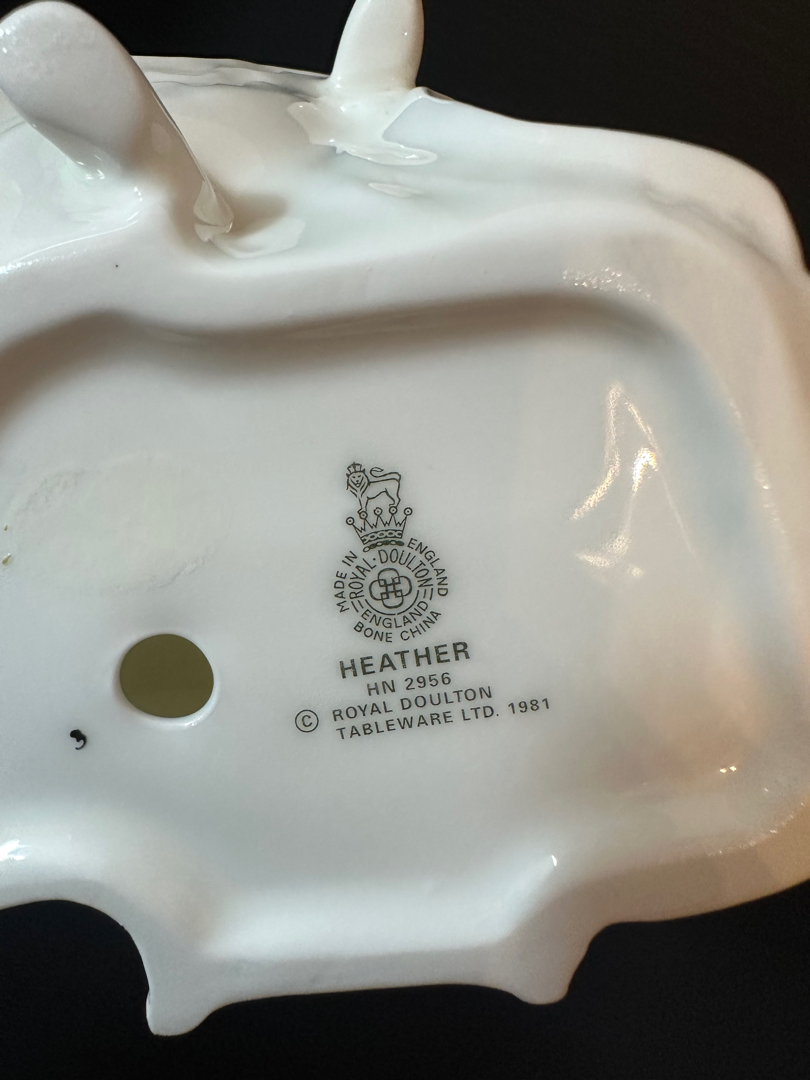 MADE IN ENGLAND
ROYAL·DOULTON
ENGLAND
BONE CHINA
HEATHER
HN 2956
© ROYAL DOULTON
TABLEWARE LTD. 1981